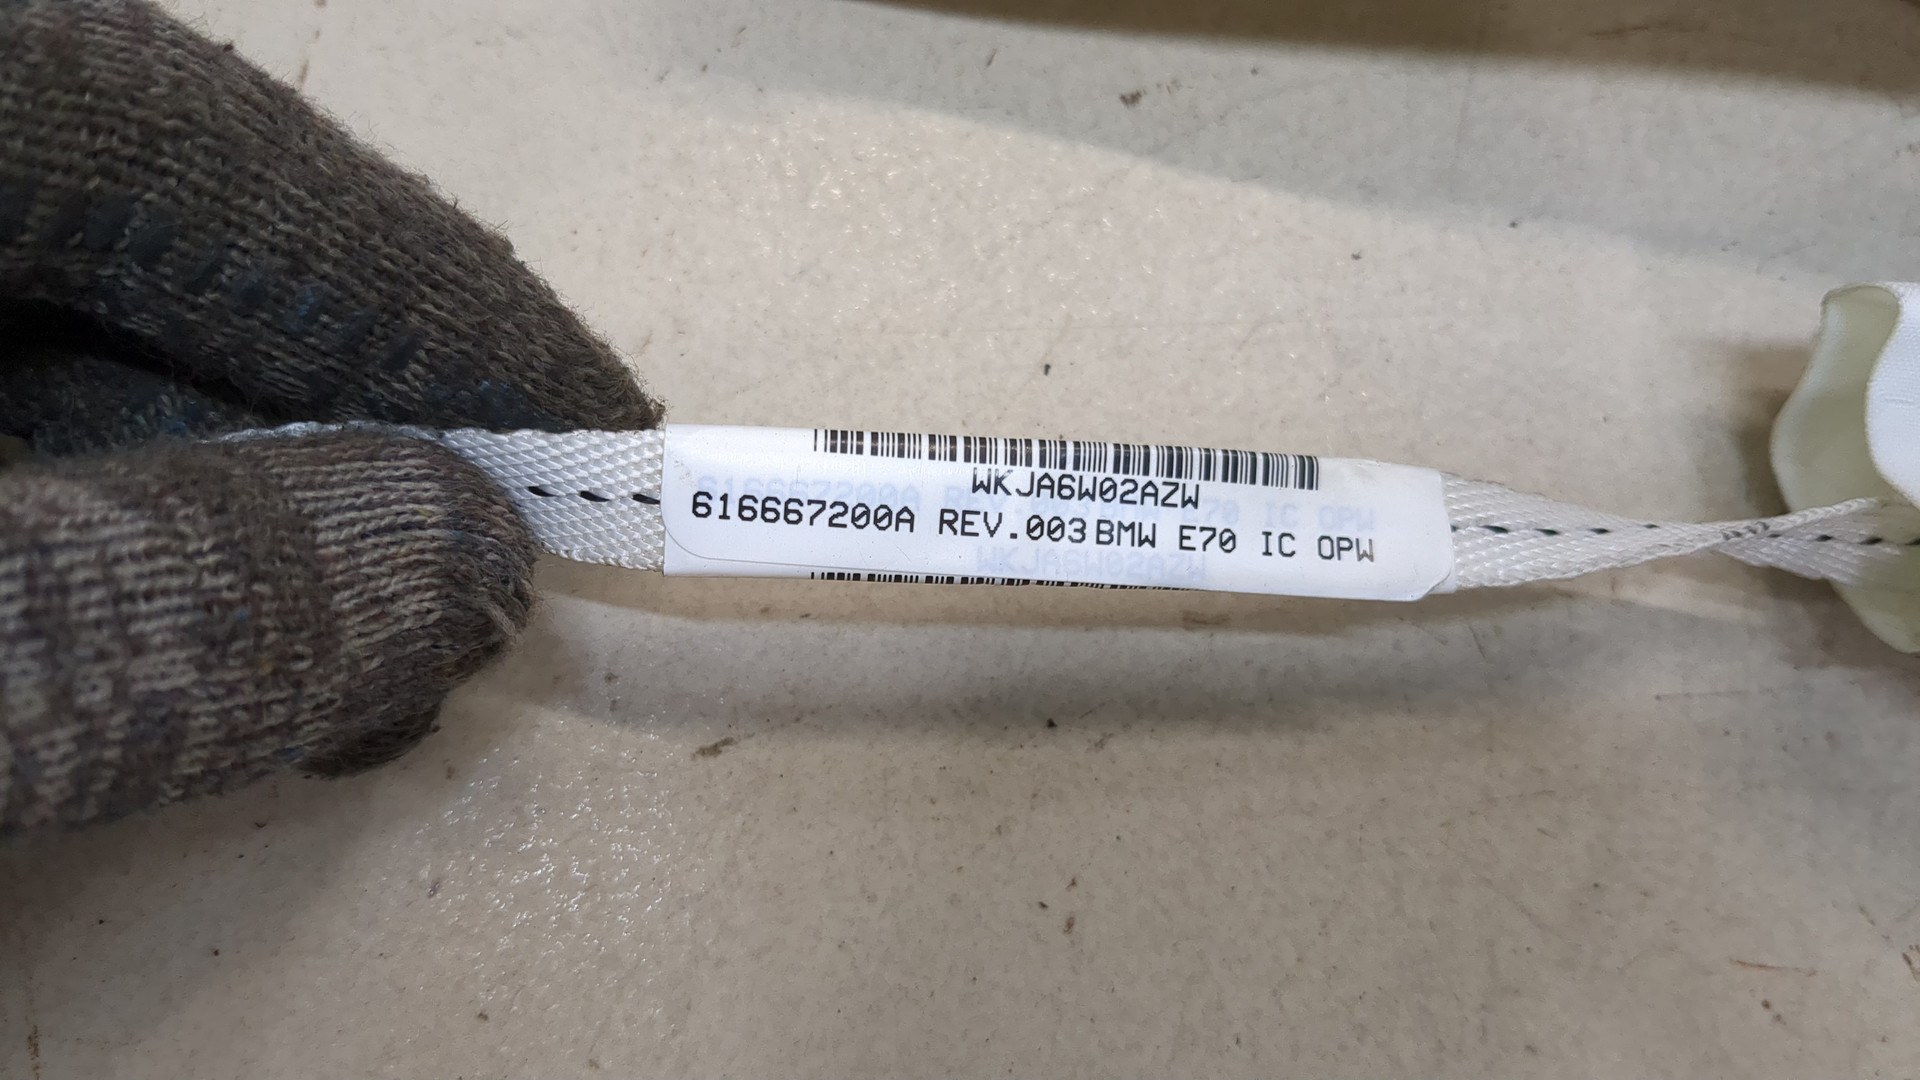 WKJA6W02AZW
616667200A REV.003 BMW E70 IC OPW